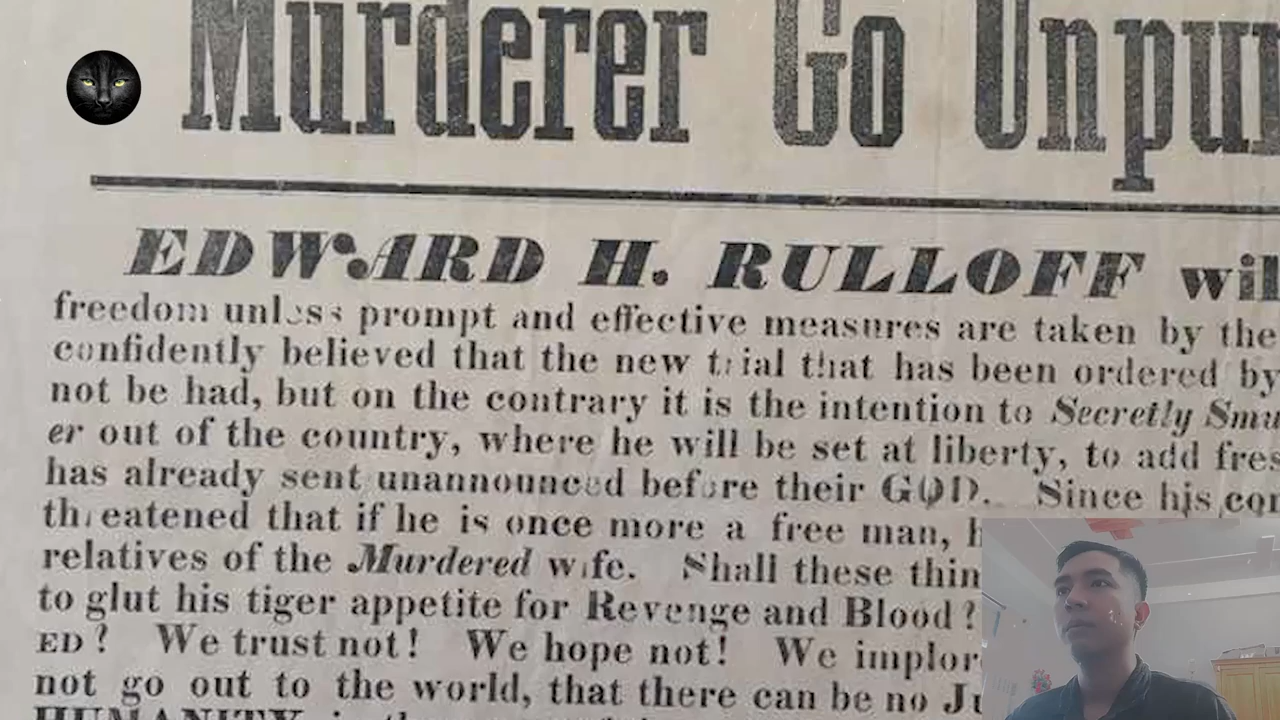 Murderer Go Unpun
EDWARD H. RULLOFF will
freedom unless prompt and effective measures are taken by the
confidently believed that the new trial that has been ordered by
not be had, but on the contrary it is the intention to Secretly Smu
er out of the country, where he will be set at liberty, to add fres
has already sent unannounced before their GOD. Since his con
threatened that if he is once more a free man, h
relatives of the Murdered wife. Shall these thin
to glut his tiger appetite for Revenge and Blood?
ED? We trust not! We hope not! We implor
not go out to the world, that there can be no Ju
HUMANITY